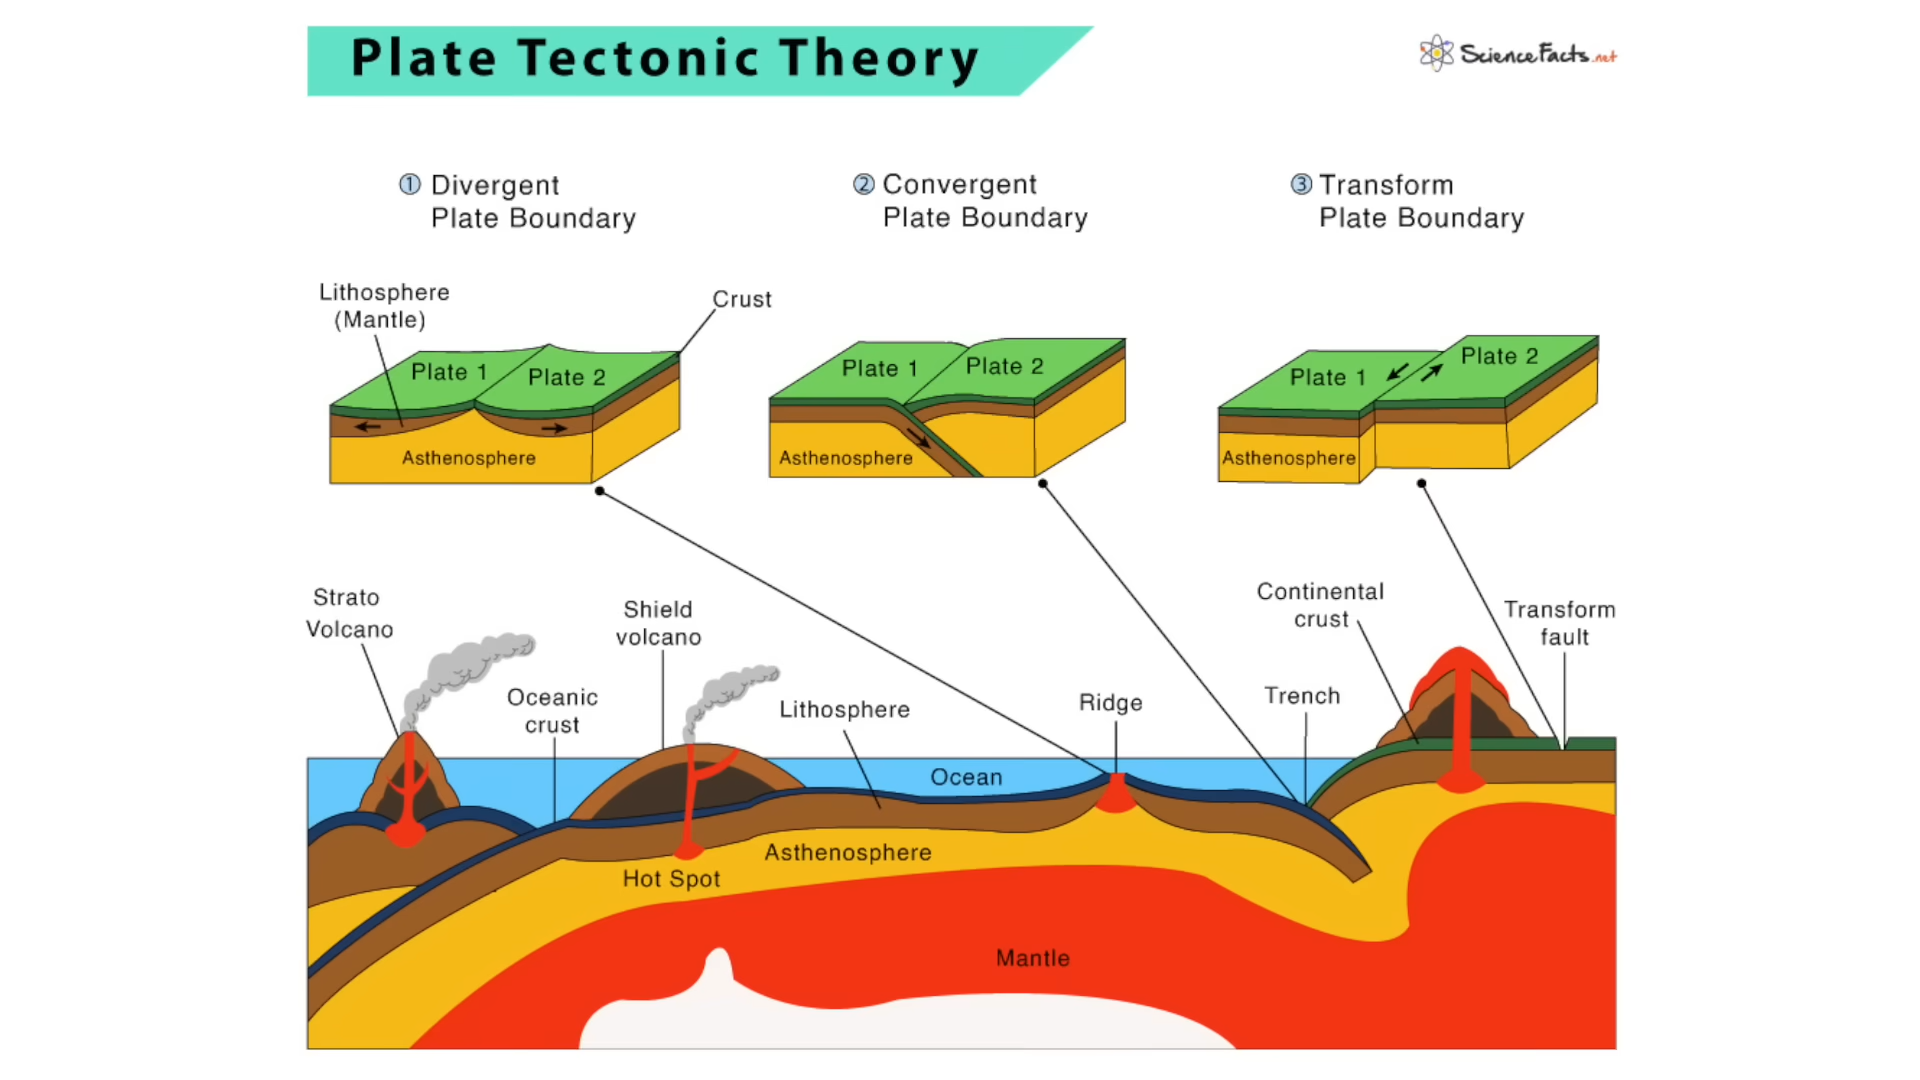 Plate Tectonic Theory
ScienceFacts.net
① Divergent
Plate Boundary
② Convergent
Plate Boundary
③ Transform
Plate Boundary
Lithosphere
(Mantle)
Crust
Plate 1
Plate 2
Asthenosphere
Plate 1
Plate 2
Asthenosphere
Plate 1
Plate 2
Asthenosphere
Strato
Volcano
Oceanic
crust
Shield
volcano
Lithosphere
Ocean
Ridge
Trench
Continental
crust
Transform
fault
Asthenosphere
Hot Spot
Mantle